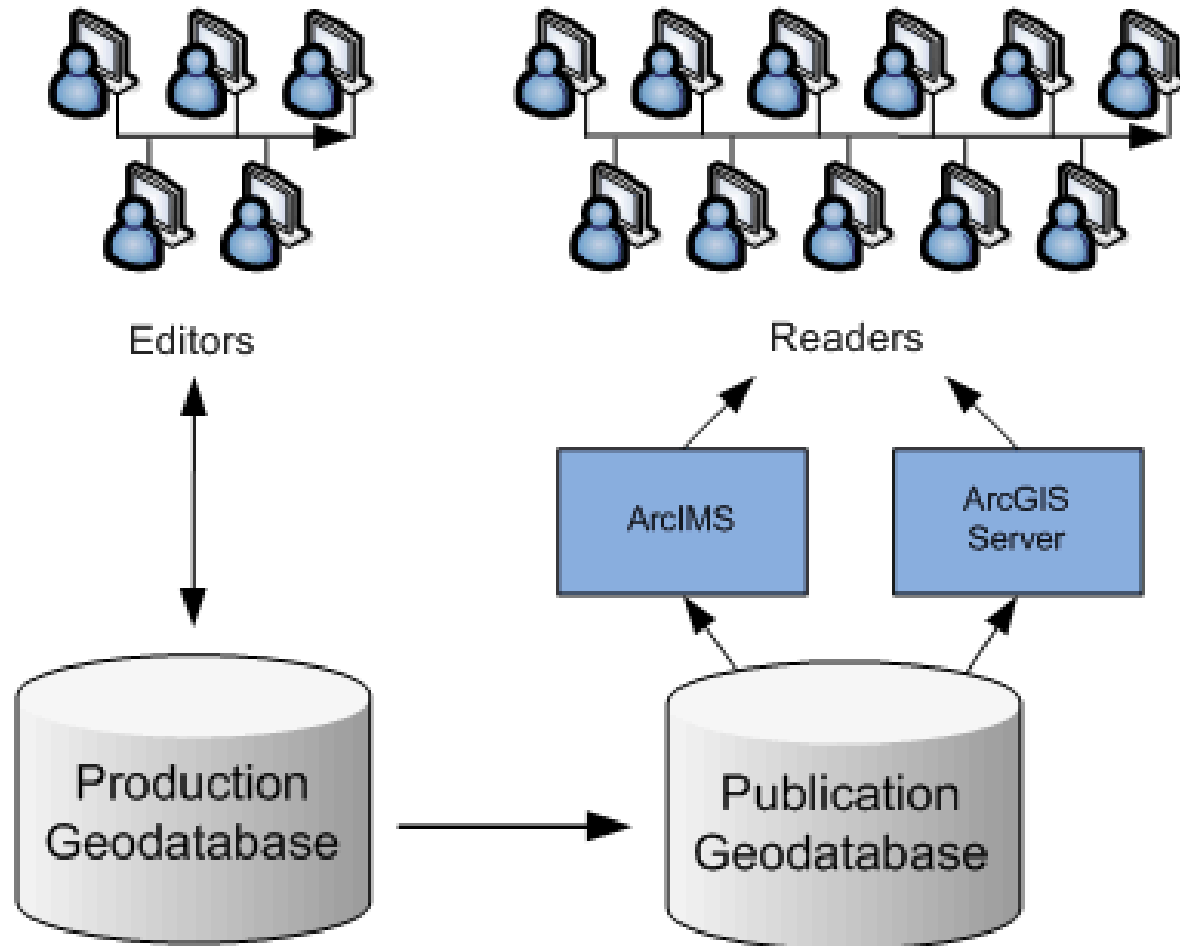 Editors
Readers
ArcIMS
ArcGIS
Server
Production
Geodatabase
Publication
Geodatabase